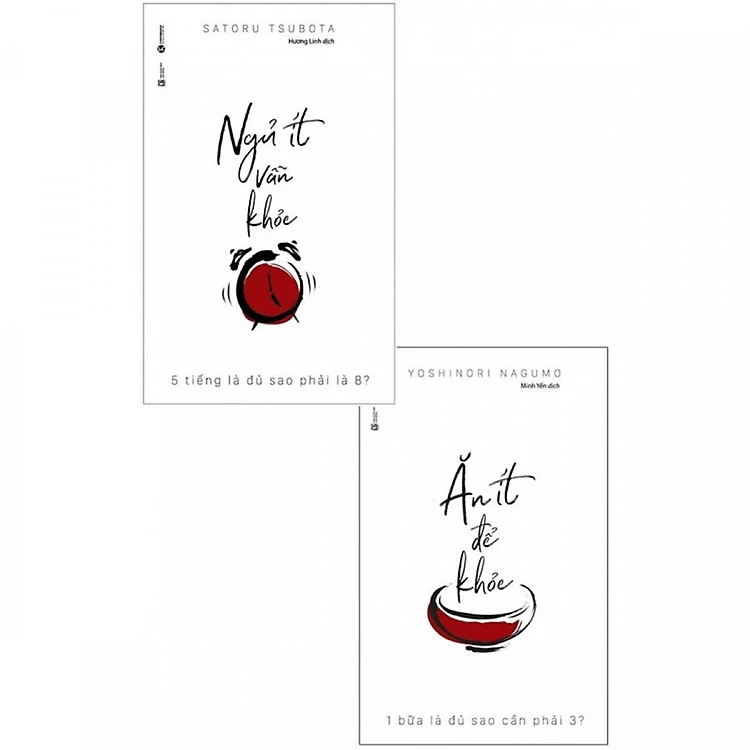 SATORU TSUBOTA
Hương Linh dịch
Ngủ ít
vẫn
khỏe
5 tiếng là đủ sao phải là 8?
YOSHINORI NAGUMO
Minh Yến dịch
Ăn ít
để
khỏe
1 bữa là đủ sao cần phải 3?